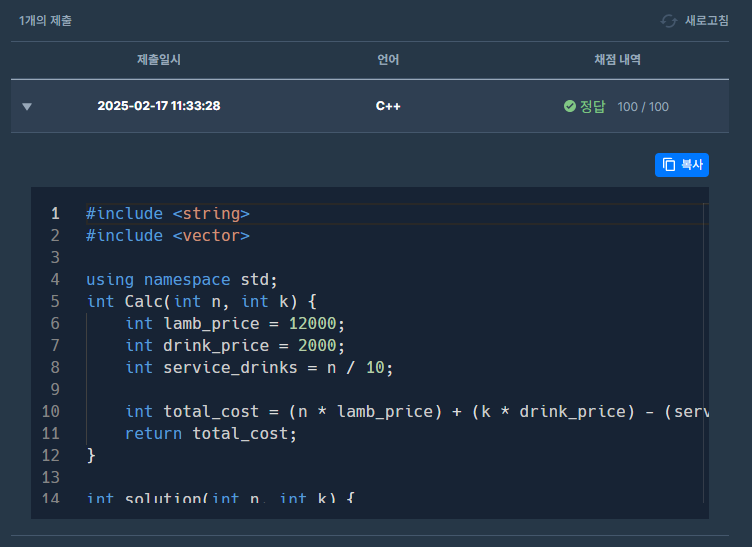 1개의 제출
새로고침
제출일시 언어 채점 내역
2025-02-17 11:33:28 C++ 정답 100 / 100
복사
1 #include <string>
2 #include <vector>
3
4 using namespace std;
5 int Calc(int n, int k) {
6     int lamb_price = 12000;
7     int drink_price = 2000;
8     int service_drinks = n / 10;
9
10     int total_cost = (n * lamb_price) + (k * drink_price) - (serv
11     return total_cost;
12 }
13
14 int solution(int n, int k) {